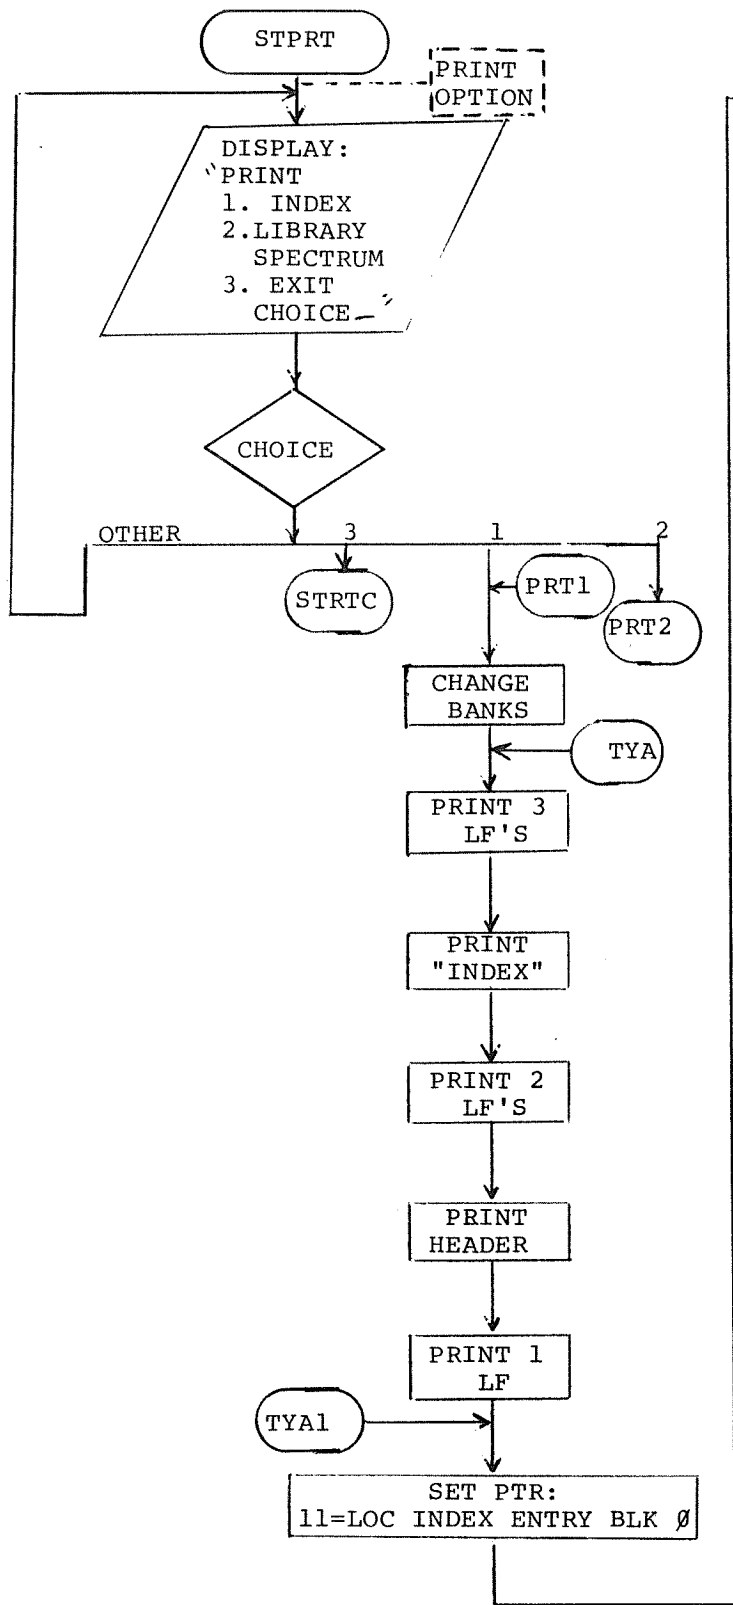 STPRT
PRINT
OPTION
DISPLAY:
"PRINT
1. INDEX
2.LIBRARY
SPECTRUM
3. EXIT
CHOICE_"
CHOICE
OTHER 3 1 2
STRTC
PRT1
PRT2
CHANGE
BANKS
TYA
PRINT 3
LF'S
PRINT
"INDEX"
PRINT 2
LF'S
PRINT
HEADER
PRINT 1
LF
TYA1
SET PTR:
11=LOC INDEX ENTRY BLK Ø